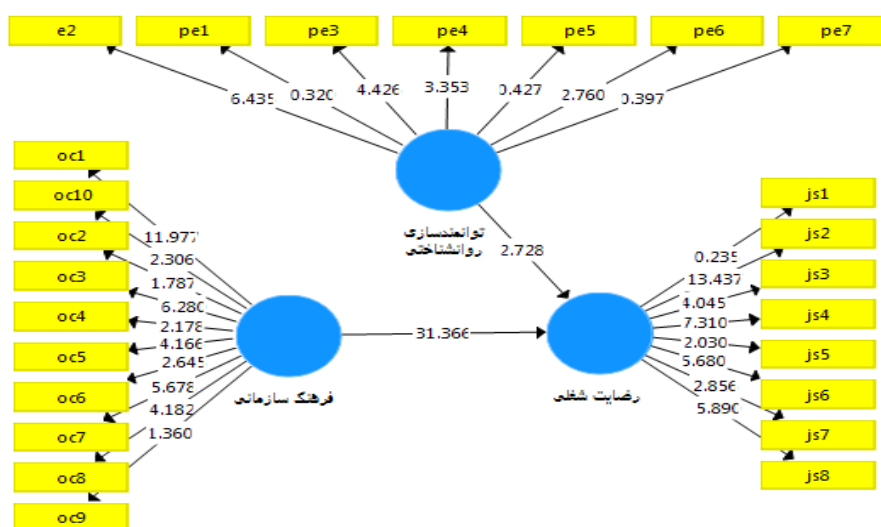 e2 pe1 pe3 pe4 pe5 pe6 pe7
6.435 0.320 4.426 3.353 0.427 2.760 0.397
توانمندسازی
روانشناختی
2.728
oc1
oc10
oc2
oc3
oc4
oc5
oc6
oc7
oc8
oc9
11.977
2.306
1.787
6.280
2.178
4.166
2.645
5.678
4.182
1.360
فرهنگ سازمانی
31.366
رضایت شغلی
0.235
13.437
4.045
7.310
2.030
5.680
2.856
5.890
js1
js2
js3
js4
js5
js6
js7
js8